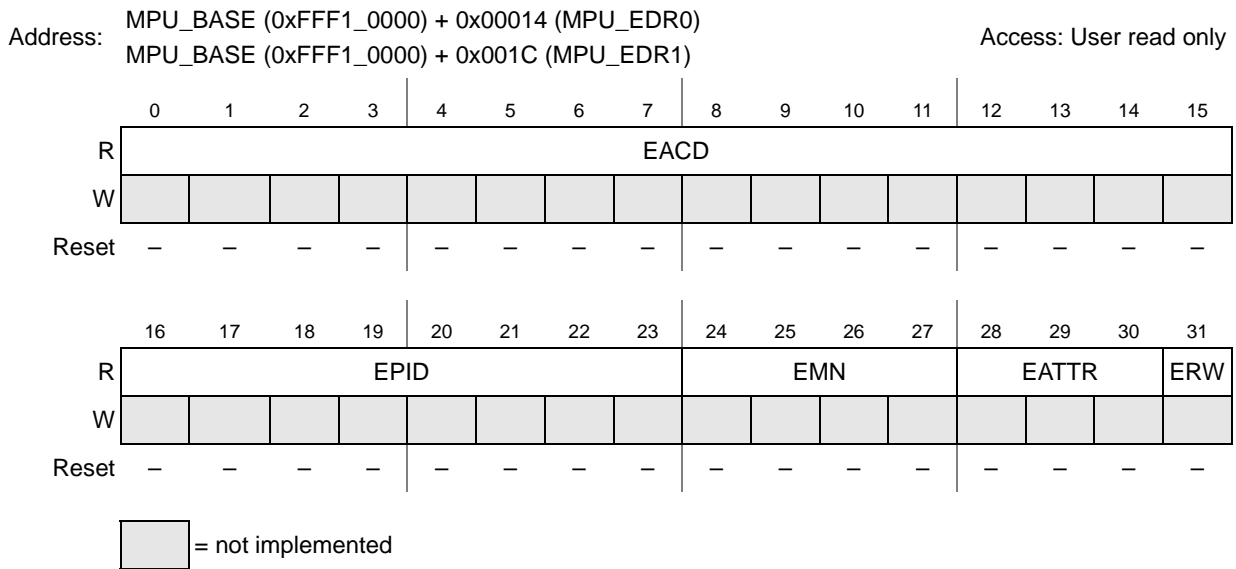 Address: MPU_BASE (0xFFF1_0000) + 0x00014 (MPU_EDR0)
MPU_BASE (0xFFF1_0000) + 0x001C (MPU_EDR1)
Access: User read only
0 1 2 3 4 5 6 7 8 9 10 11 12 13 14 15
R EACD
W
Reset – – – – – – – – – – – – – – – –
16 17 18 19 20 21 22 23 24 25 26 27 28 29 30 31
R EPID EMN EATTR ERW
W
Reset – – – – – – – – – – – – – – – –
= not implemented